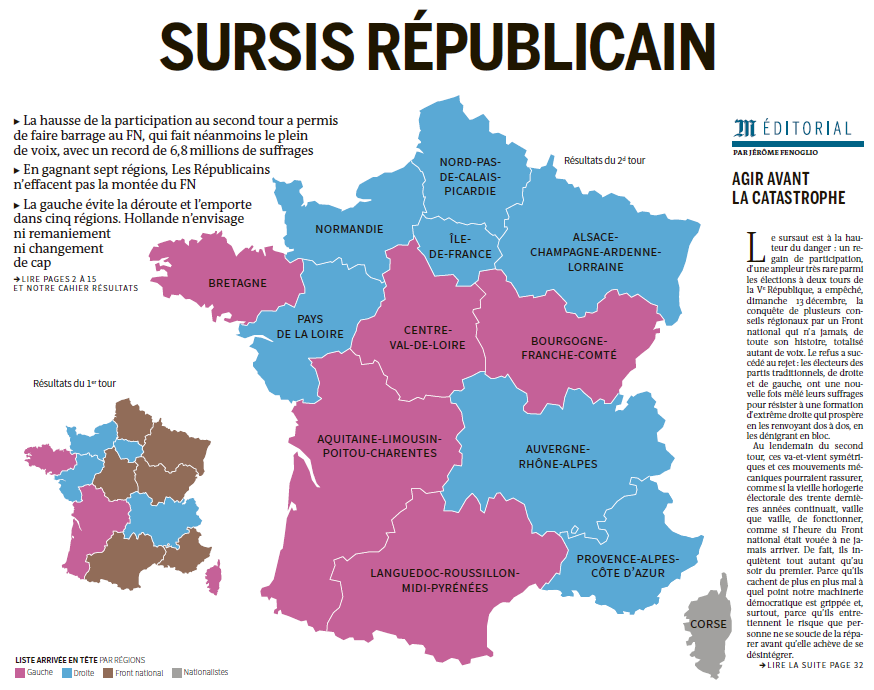 SURSIS RÉPUBLICAIN
▸ La hausse de la participation au second tour a permis
de faire barrage au FN, qui fait néanmoins le plein
de voix, avec un record de 6,8 millions de suffrages
▸ En gagnant sept régions, Les Républicains
n'effacent pas la montée du FN
▸ La gauche évite la déroute et l'emporte
dans cinq régions. Hollande n'envisage
ni remaniement
ni changement
de cap
→ LIRE PAGES 2 À 15
ET NOTRE CAHIER RÉSULTATS
Résultats du 2d tour
NORD-PAS-
DE-CALAIS-
PICARDIE
NORMANDIE
ÎLE-
DE-FRANCE
ALSACE-
CHAMPAGNE-ARDENNE-
LORRAINE
BRETAGNE
PAYS
DE LA LOIRE
CENTRE-
VAL-DE-LOIRE
BOURGOGNE-
FRANCHE-COMTÉ
AQUITAINE-LIMOUSIN-
POITOU-CHARENTES
AUVERGNE-
RHÔNE-ALPES
LANGUEDOC-ROUSSILLON-
MIDI-PYRÉNÉES
PROVENCE-ALPES-
CÔTE D'AZUR
CORSE
Résultats du 1er tour
LISTE ARRIVÉE EN TÊTE PAR RÉGIONS
Gauche Droite Front national Nationalistes
M ÉDITORIAL
PAR JÉRÔME FENOGLIO
AGIR AVANT
LA CATASTROPHE
Le sursaut est à la hau-
teur du danger : un re-
gain de participation,
d'une ampleur très rare parmi
les élections à deux tours de
la Ve République, a empêché,
dimanche 13 décembre, la
conquête de plusieurs con-
seils régionaux par un Front
national qui n'a jamais, de
toute son histoire, totalisé
autant de voix. Le refus a suc-
cédé au rejet : les électeurs des
partis traditionnels, de droite
et de gauche, ont une nou-
velle fois mêlé leurs suffrages
pour résister à une formation
d'extrême droite qui prospère
en les renvoyant dos à dos, en
les dénigrant en bloc.
Au lendemain du second
tour, ces va-et-vient symétri-
ques et ces mouvements mé-
caniques pourraient rassurer,
comme si la vieille horlogerie
électorale des trente derniè-
res années continuait, vaille
que vaille, de fonctionner,
comme si l'heure du Front
national était vouée à ne ja-
mais arriver. De fait, ils in-
quiètent tout autant qu'au
soir du premier. Parce qu'ils
cachent de plus en plus mal à
quel point notre machinerie
démocratique est grippée et,
surtout, parce qu'ils entre-
tiennent le risque que per-
sonne ne se soucie de la répa-
rer avant qu'elle achève de se
désintégrer.
→ LIRE LA SUITE PAGE 32